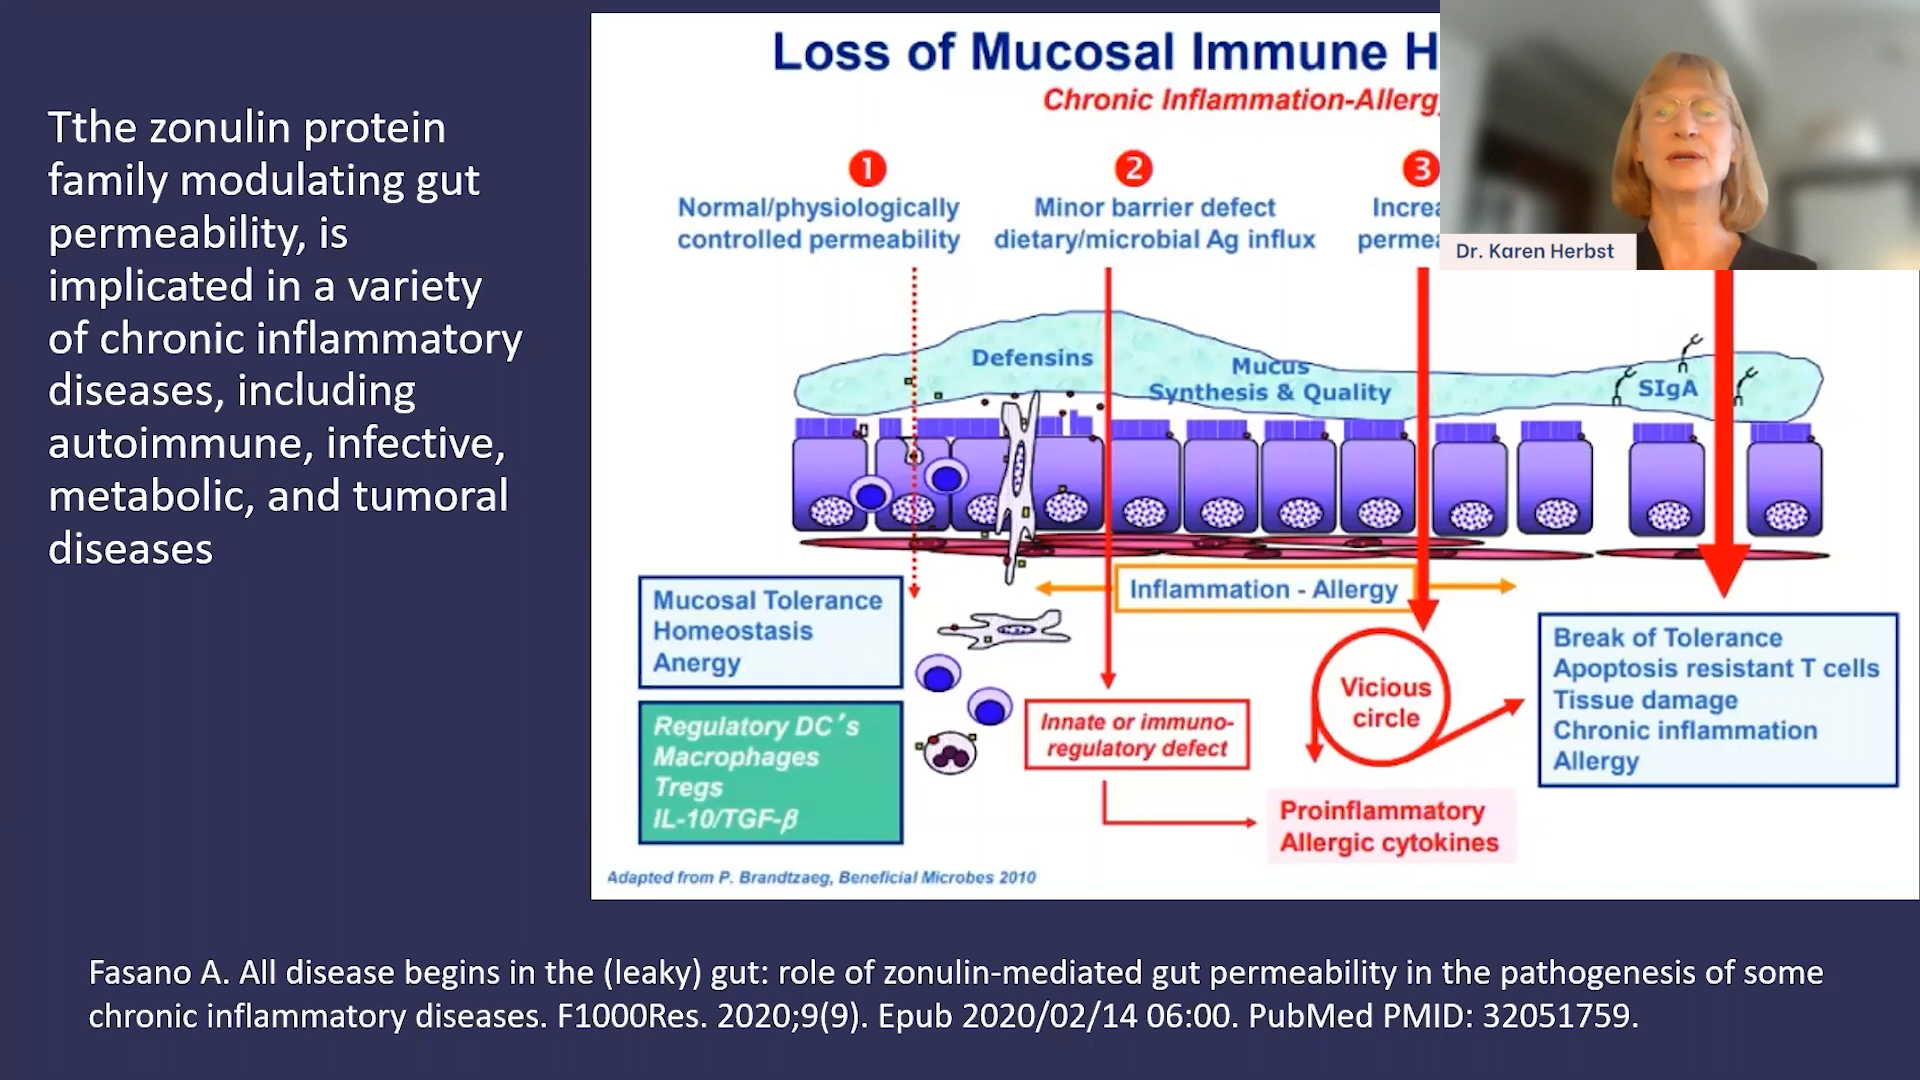 Tthe zonulin protein
family modulating gut
permeability, is
implicated in a variety
of chronic inflammatory
diseases, including
autoimmune, infective,
metabolic, and tumoral
diseases
Loss of Mucosal Immune H
Chronic Inflammation-Allerg
1
2
3
Normal/physiologically
controlled permeability
Minor barrier defect
dietary/microbial Ag influx
Increa
permea
Dr. Karen Herbst
Defensins
Mucus
Synthesis & Quality
SIgA
Inflammation - Allergy
Mucosal Tolerance
Homeostasis
Anergy
Regulatory DC's
Macrophages
Tregs
IL-10/TGF-β
Innate or immuno-
regulatory defect
Vicious
circle
Proinflammatory
Allergic cytokines
Break of Tolerance
Apoptosis resistant T cells
Tissue damage
Chronic inflammation
Allergy
Adapted from P. Brandtzaeg, Beneficial Microbes 2010
Fasano A. All disease begins in the (leaky) gut: role of zonulin-mediated gut permeability in the pathogenesis of some
chronic inflammatory diseases. F1000Res. 2020;9(9). Epub 2020/02/14 06:00. PubMed PMID: 32051759.